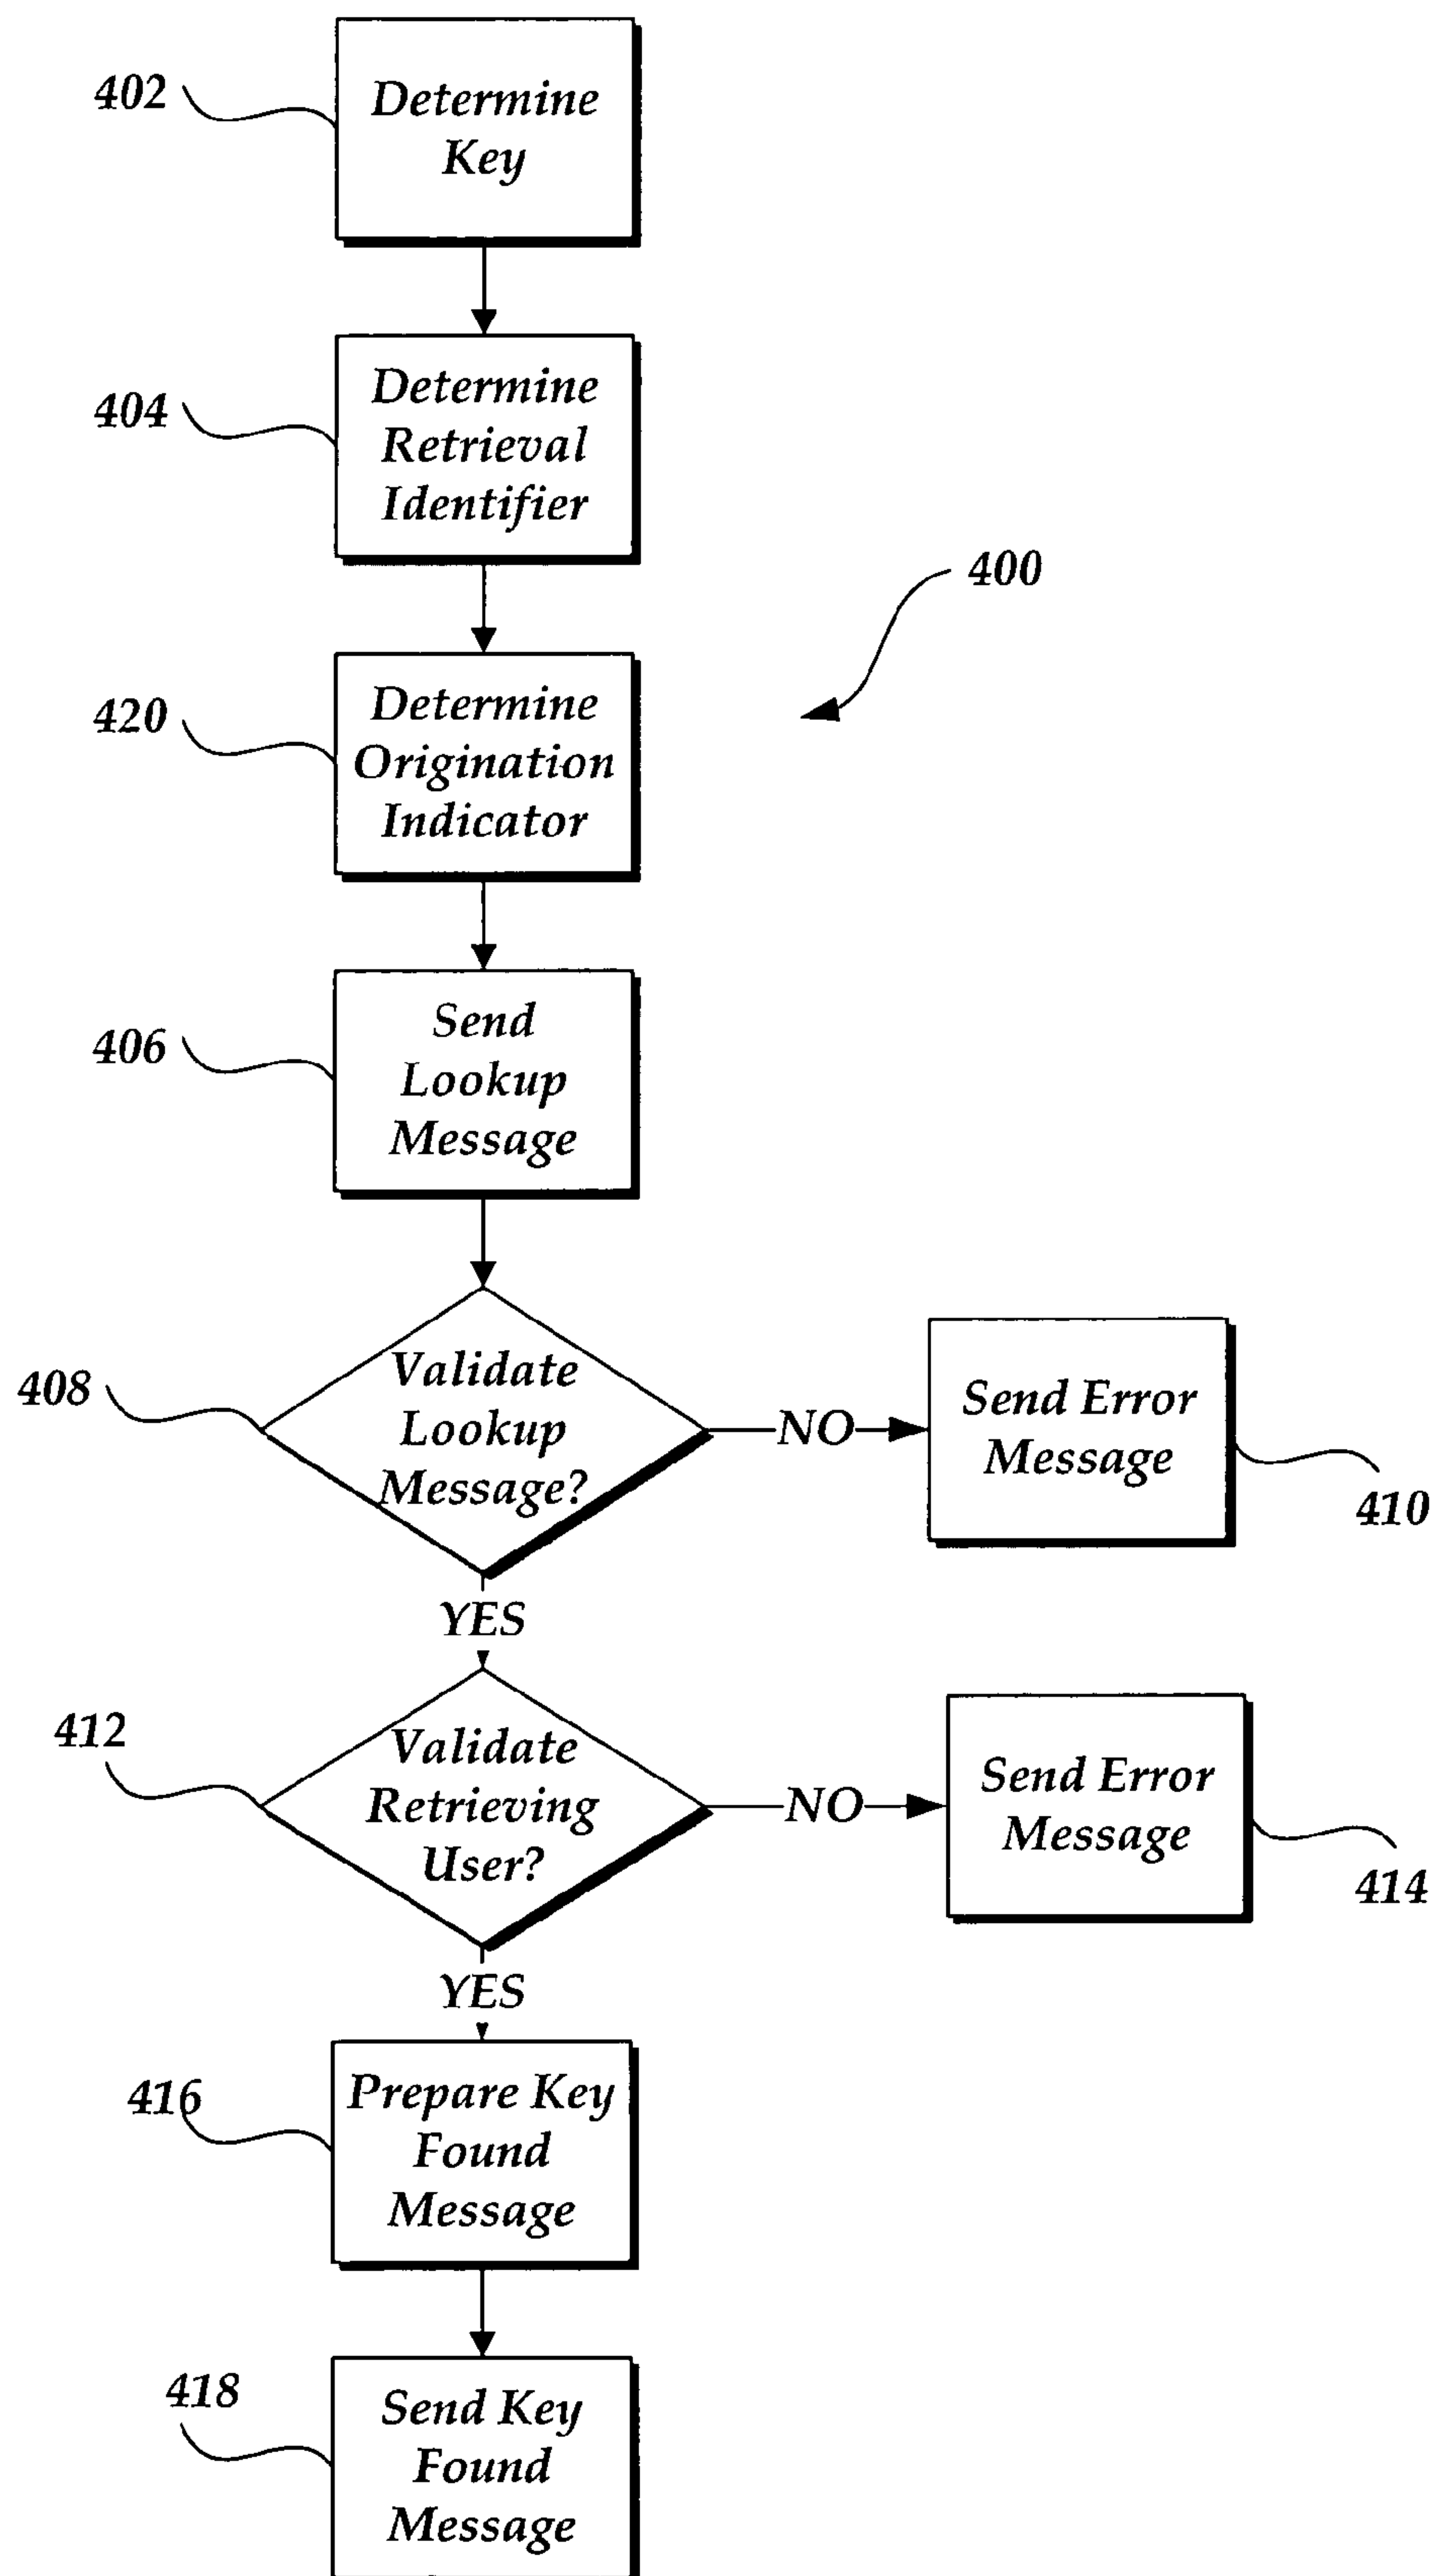 402
Determine
Key
404
Determine
Retrieval
Identifier
400
420
Determine
Origination
Indicator
406
Send
Lookup
Message
408
Validate
Lookup
Message?
NO
Send Error
Message
410
YES
412
Validate
Retrieving
User?
NO
Send Error
Message
414
YES
416
Prepare Key
Found
Message
418
Send Key
Found
Message